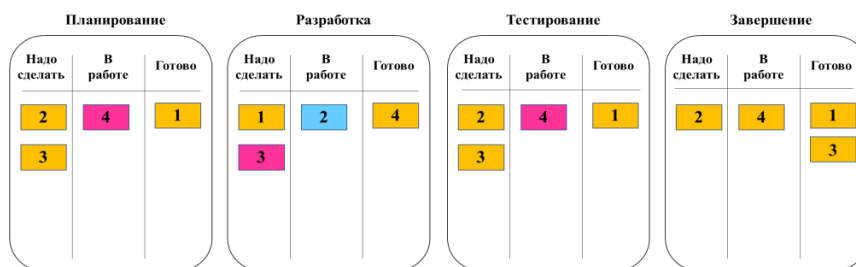 Планирование
Надо сделать
В работе
Готово
2
4
1
3
Разработка
Надо сделать
В работе
Готово
1
2
4
3
Тестирование
Надо сделать
В работе
Готово
2
4
1
3
Завершение
Надо сделать
В работе
Готово
2
4
1
3